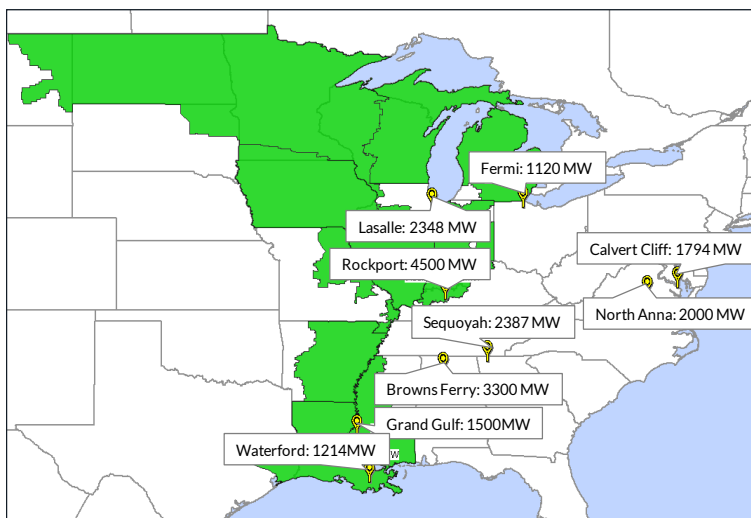 Fermi: 1120 MW
Lasalle: 2348 MW
Calvert Cliff: 1794 MW
Rockport: 4500 MW
North Anna: 2000 MW
Sequoyah: 2387 MW
Browns Ferry: 3300 MW
Grand Gulf: 1500MW
Waterford: 1214MW
W